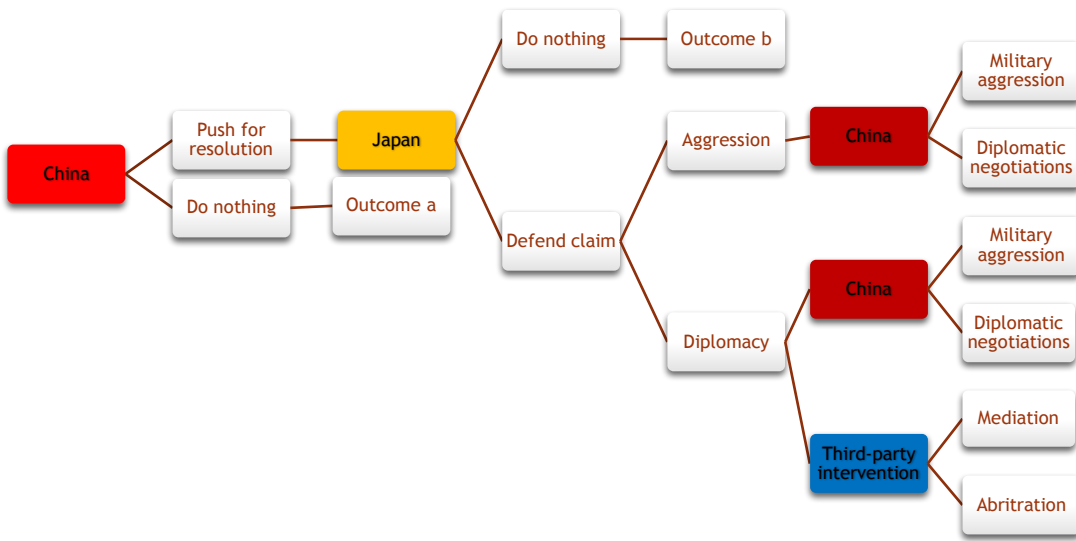 China
Push for
resolution
Do nothing
Japan
Outcome a
Do nothing
Outcome b
Defend claim
Aggression
China
Military
aggression
Diplomatic
negotiations
Diplomacy
China
Military
aggression
Diplomatic
negotiations
Third-party
intervention
Mediation
Abritration